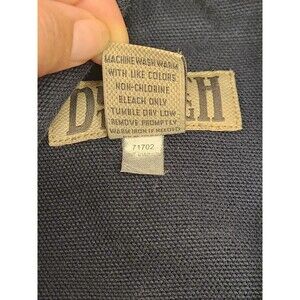 MACHINE WASH WARM
WITH LIKE COLORS
NON-CHLORINE
BLEACH ONLY
TUMBLE DRY LOW
REMOVE PROMPTLY
WARM IRON IF NEEDED
71702